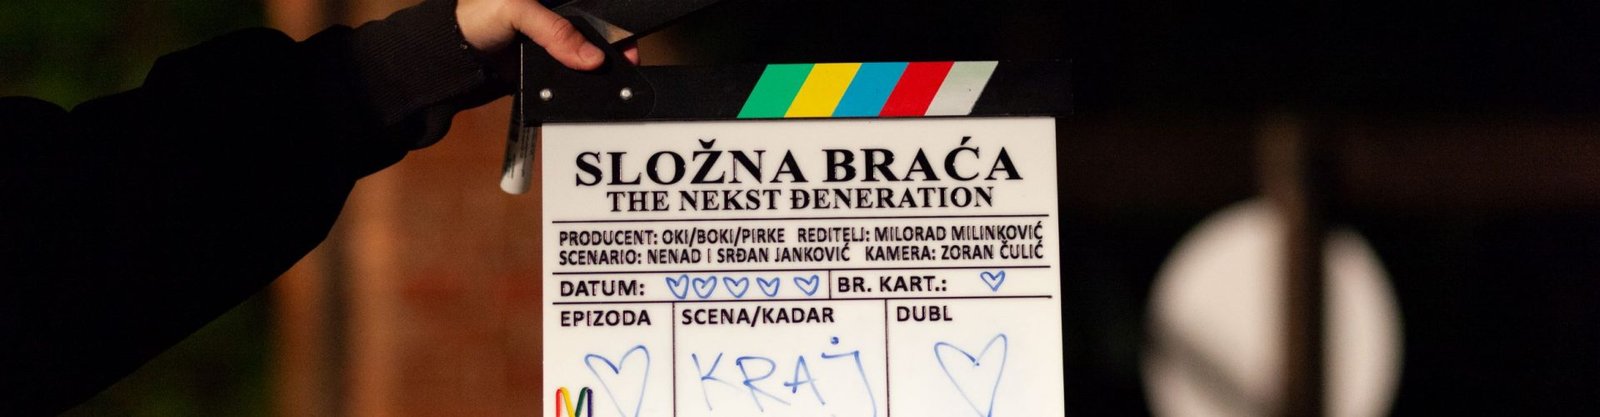 SLOŽNA BRAĆA
THE NEKST ĐENERATION
PRODUCENT: OKI/BOKI/PIRKE REDITELJ: MILORAD MILINKOVIĆ
SCENARIO: NENAD I SRĐAN JANKOVIĆ KAMERA: ZORAN ČULIĆ
DATUM: BR. KART.:
EPIZODA SCENA/KADAR DUBL
KRAJ